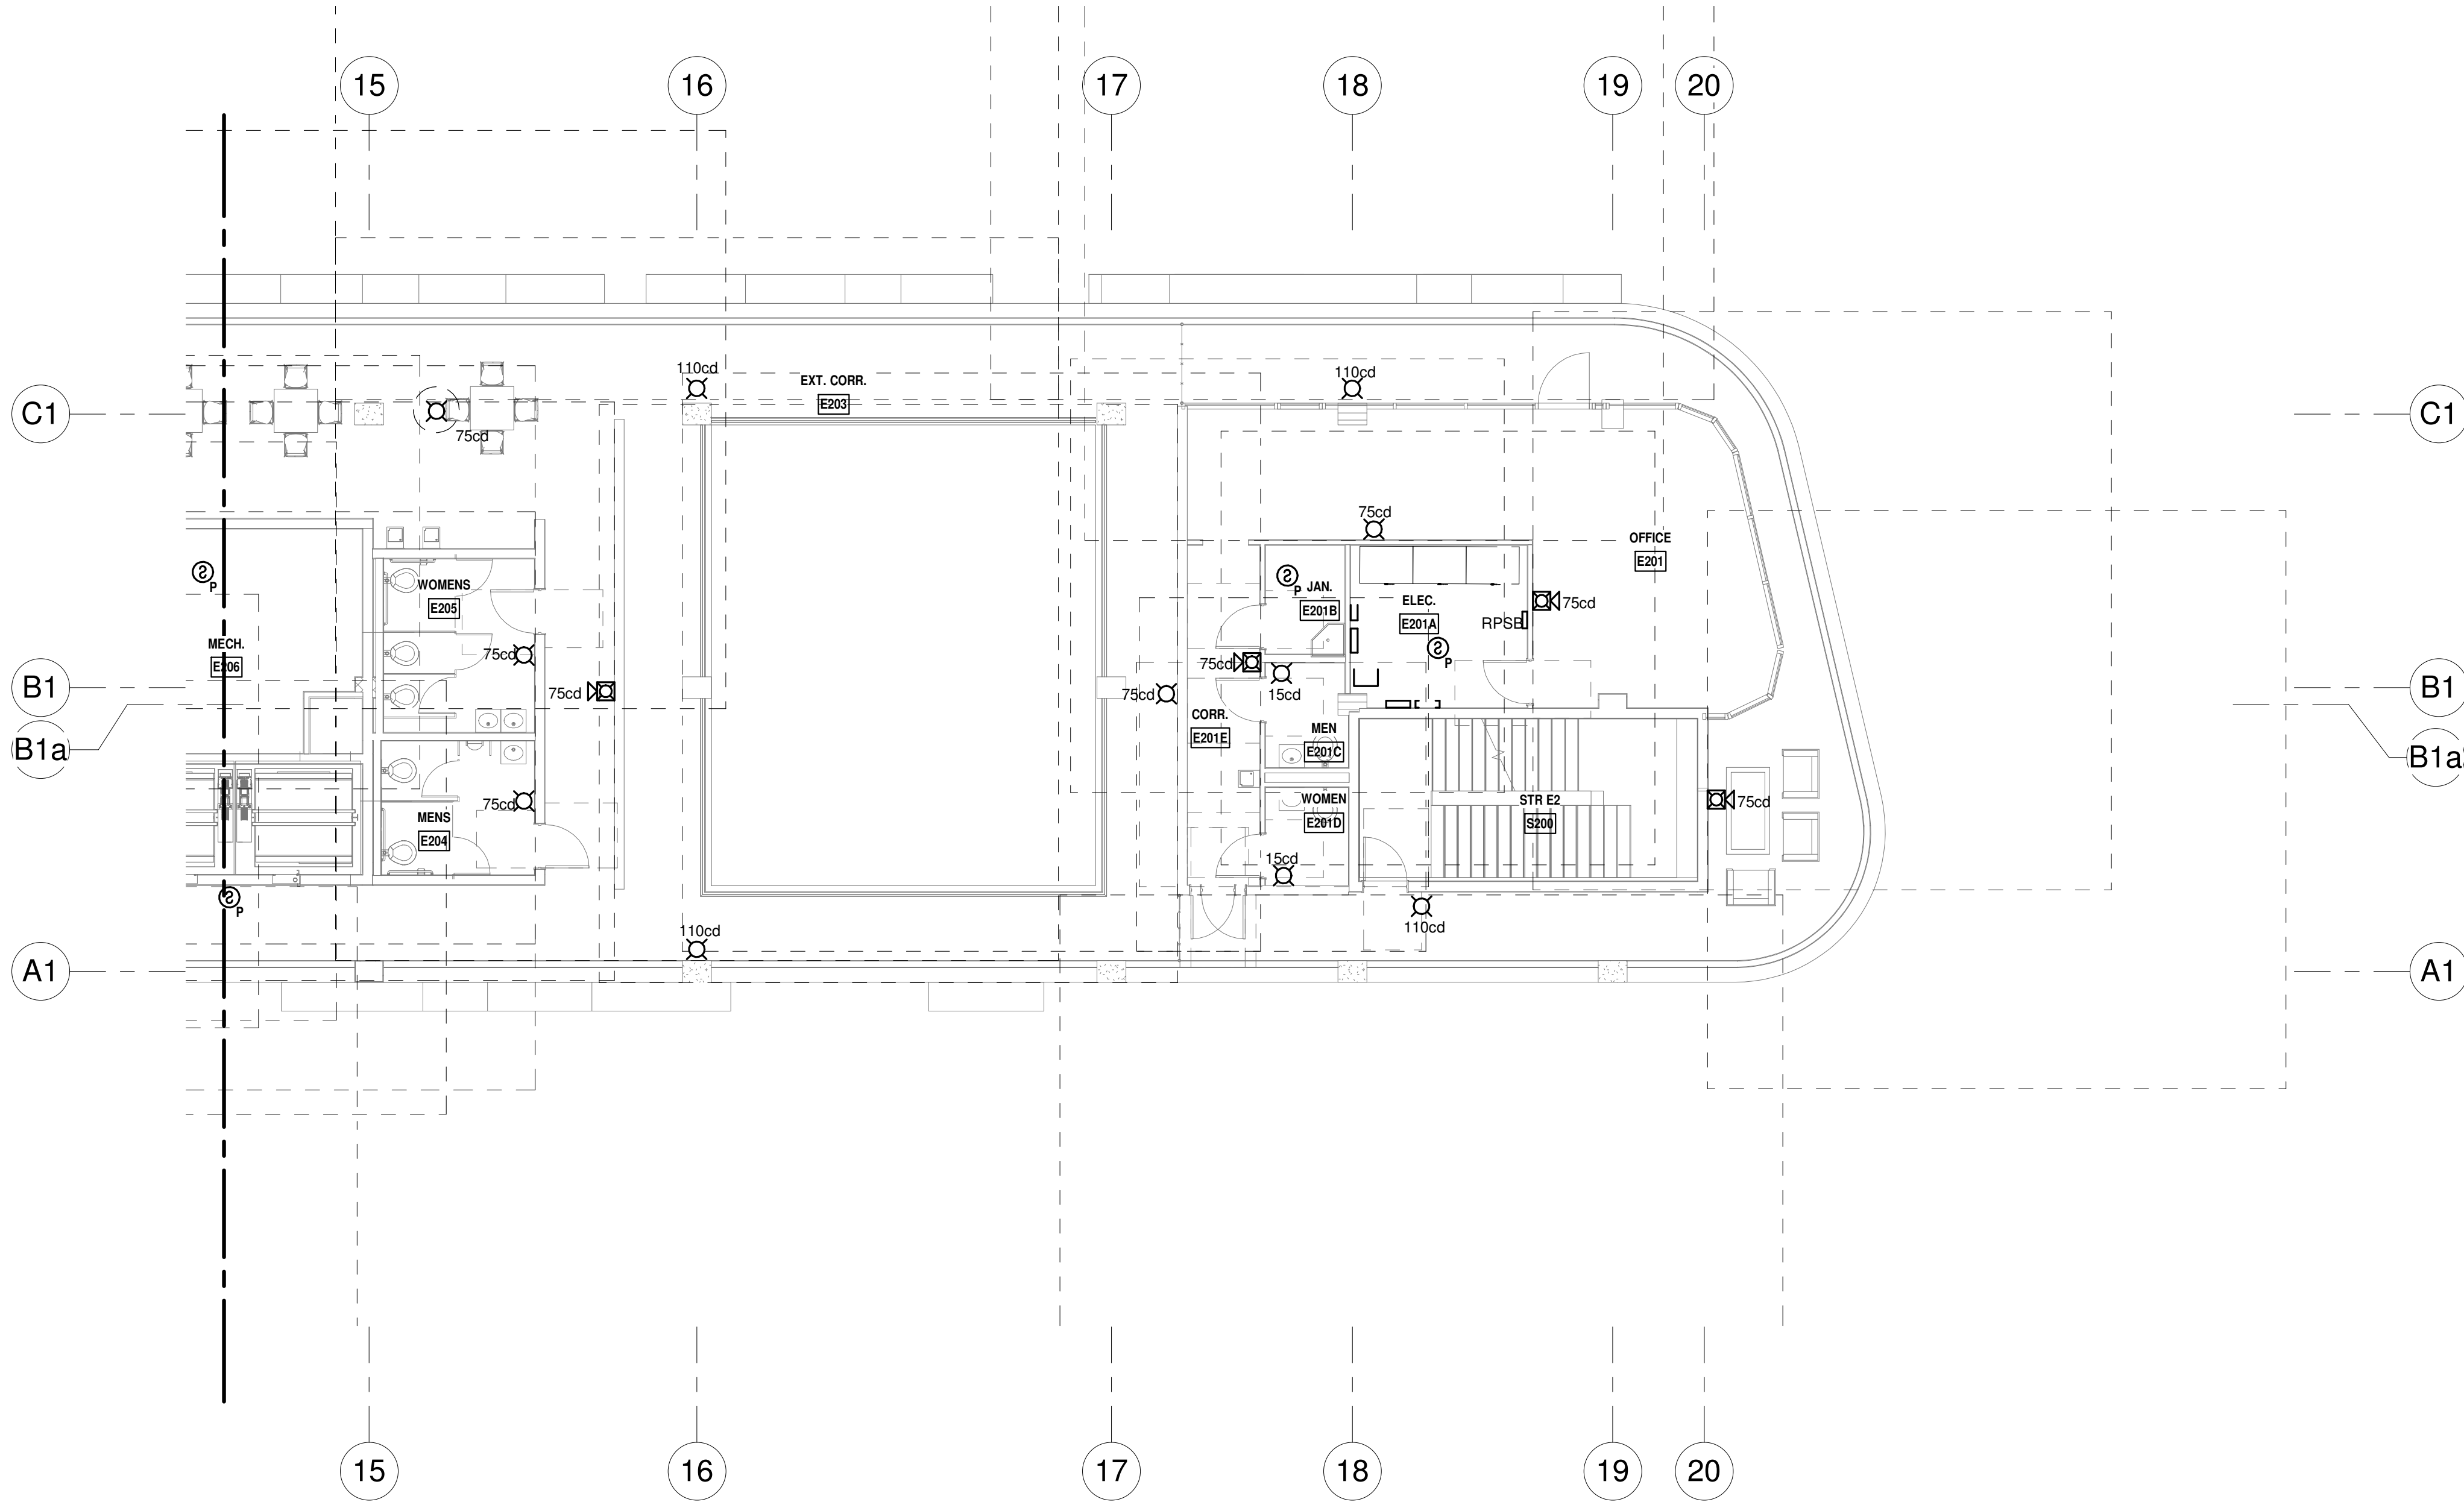 15
16
17
18
19
20
110cd
EXT. CORR.
E203
110cd
C1
75cd
C1
75cd
OFFICE
E201
S
P
WOMENS
E205
S
P
JAN.
E201B
ELEC.
E201A
RPSB
75cd
MECH.
E206
75cd
S
P
B1
75cd
75cd
75cd
15cd
B1
CORR.
E201E
MEN
E201C
B1a
B1a
75cd
MENS
E204
WOMEN
E201D
STR E2
S200
75cd
15cd
S
P
110cd
110cd
A1
A1
15
16
17
18
19
20